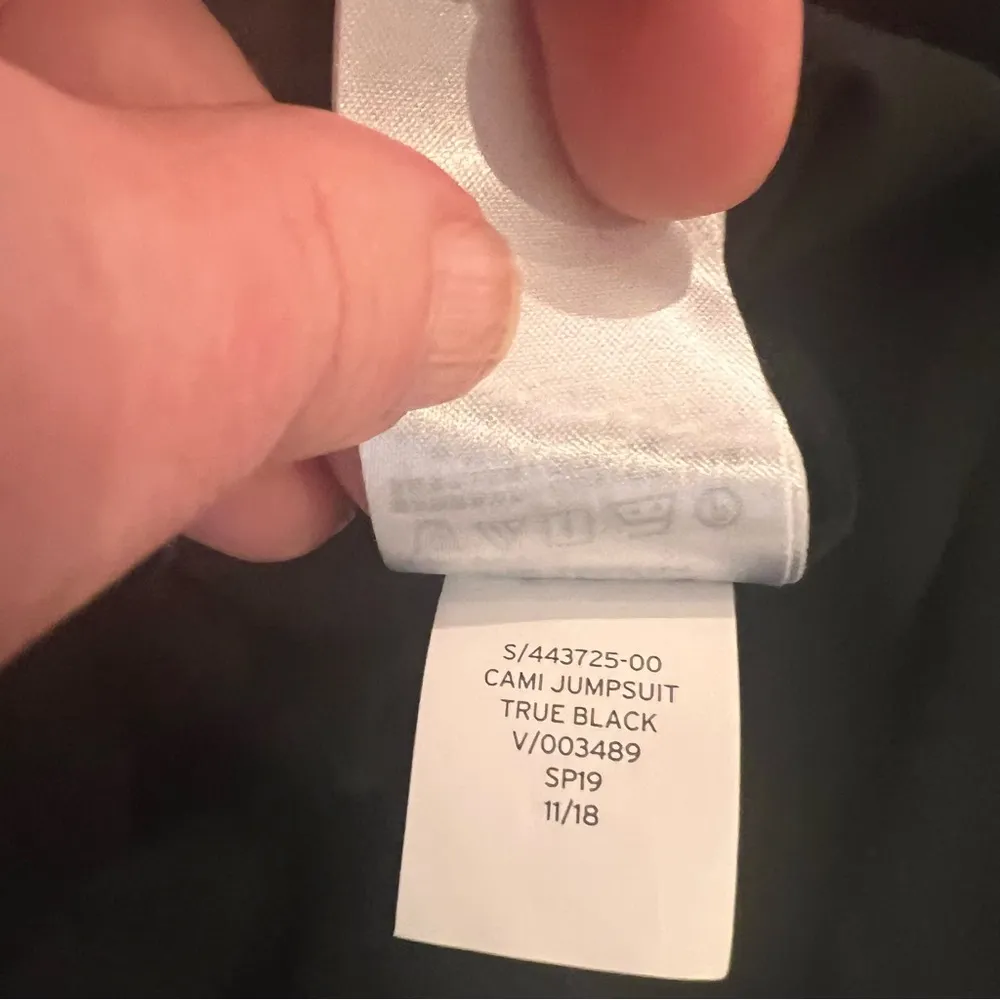 S/443725-00
CAMI JUMPSUIT
TRUE BLACK
V/003489
SP19
11/18